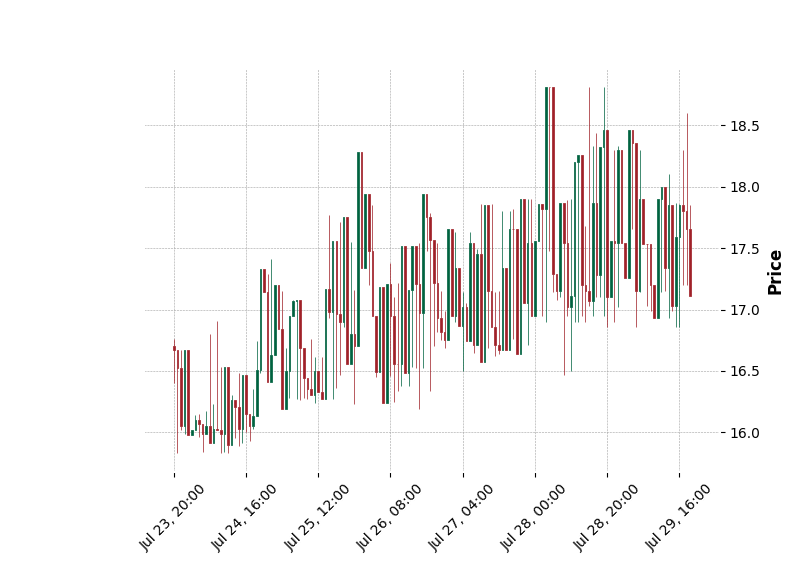 18.5
18.0
17.5
17.0
16.5
16.0
Price
Jul 23, 20:00
Jul 24, 16:00
Jul 25, 12:00
Jul 26, 08:00
Jul 27, 04:00
Jul 28, 00:00
Jul 28, 20:00
Jul 29, 16:00